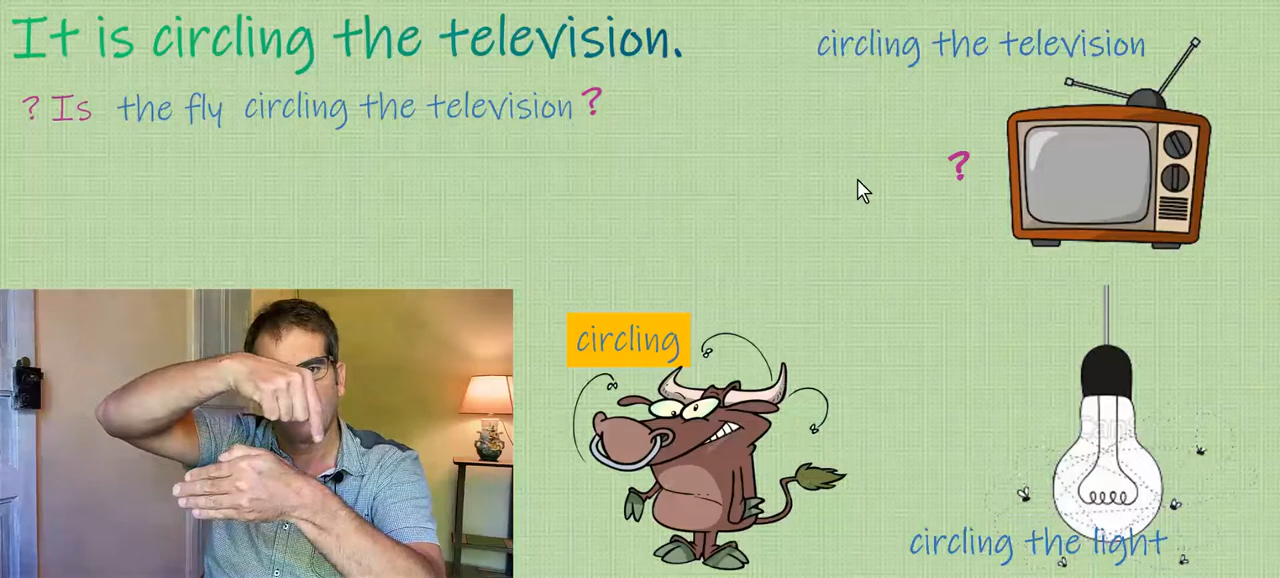 It is circling the television.
circling the television
? Is the fly circling the television ?
?
circling
circling the light